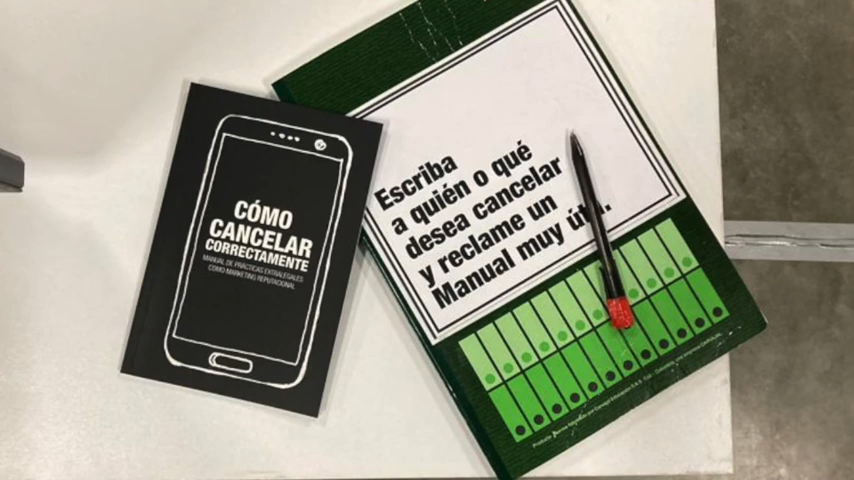 CÓMO
CANCELAR
CORRECTAMENTE
MANUAL DE PRÁCTICAS EXTRALEGALES
COMO MARKETING REPUTACIONAL
Escriba
a quién o qué
desea cancelar
y reclame un
Manual muy útil.